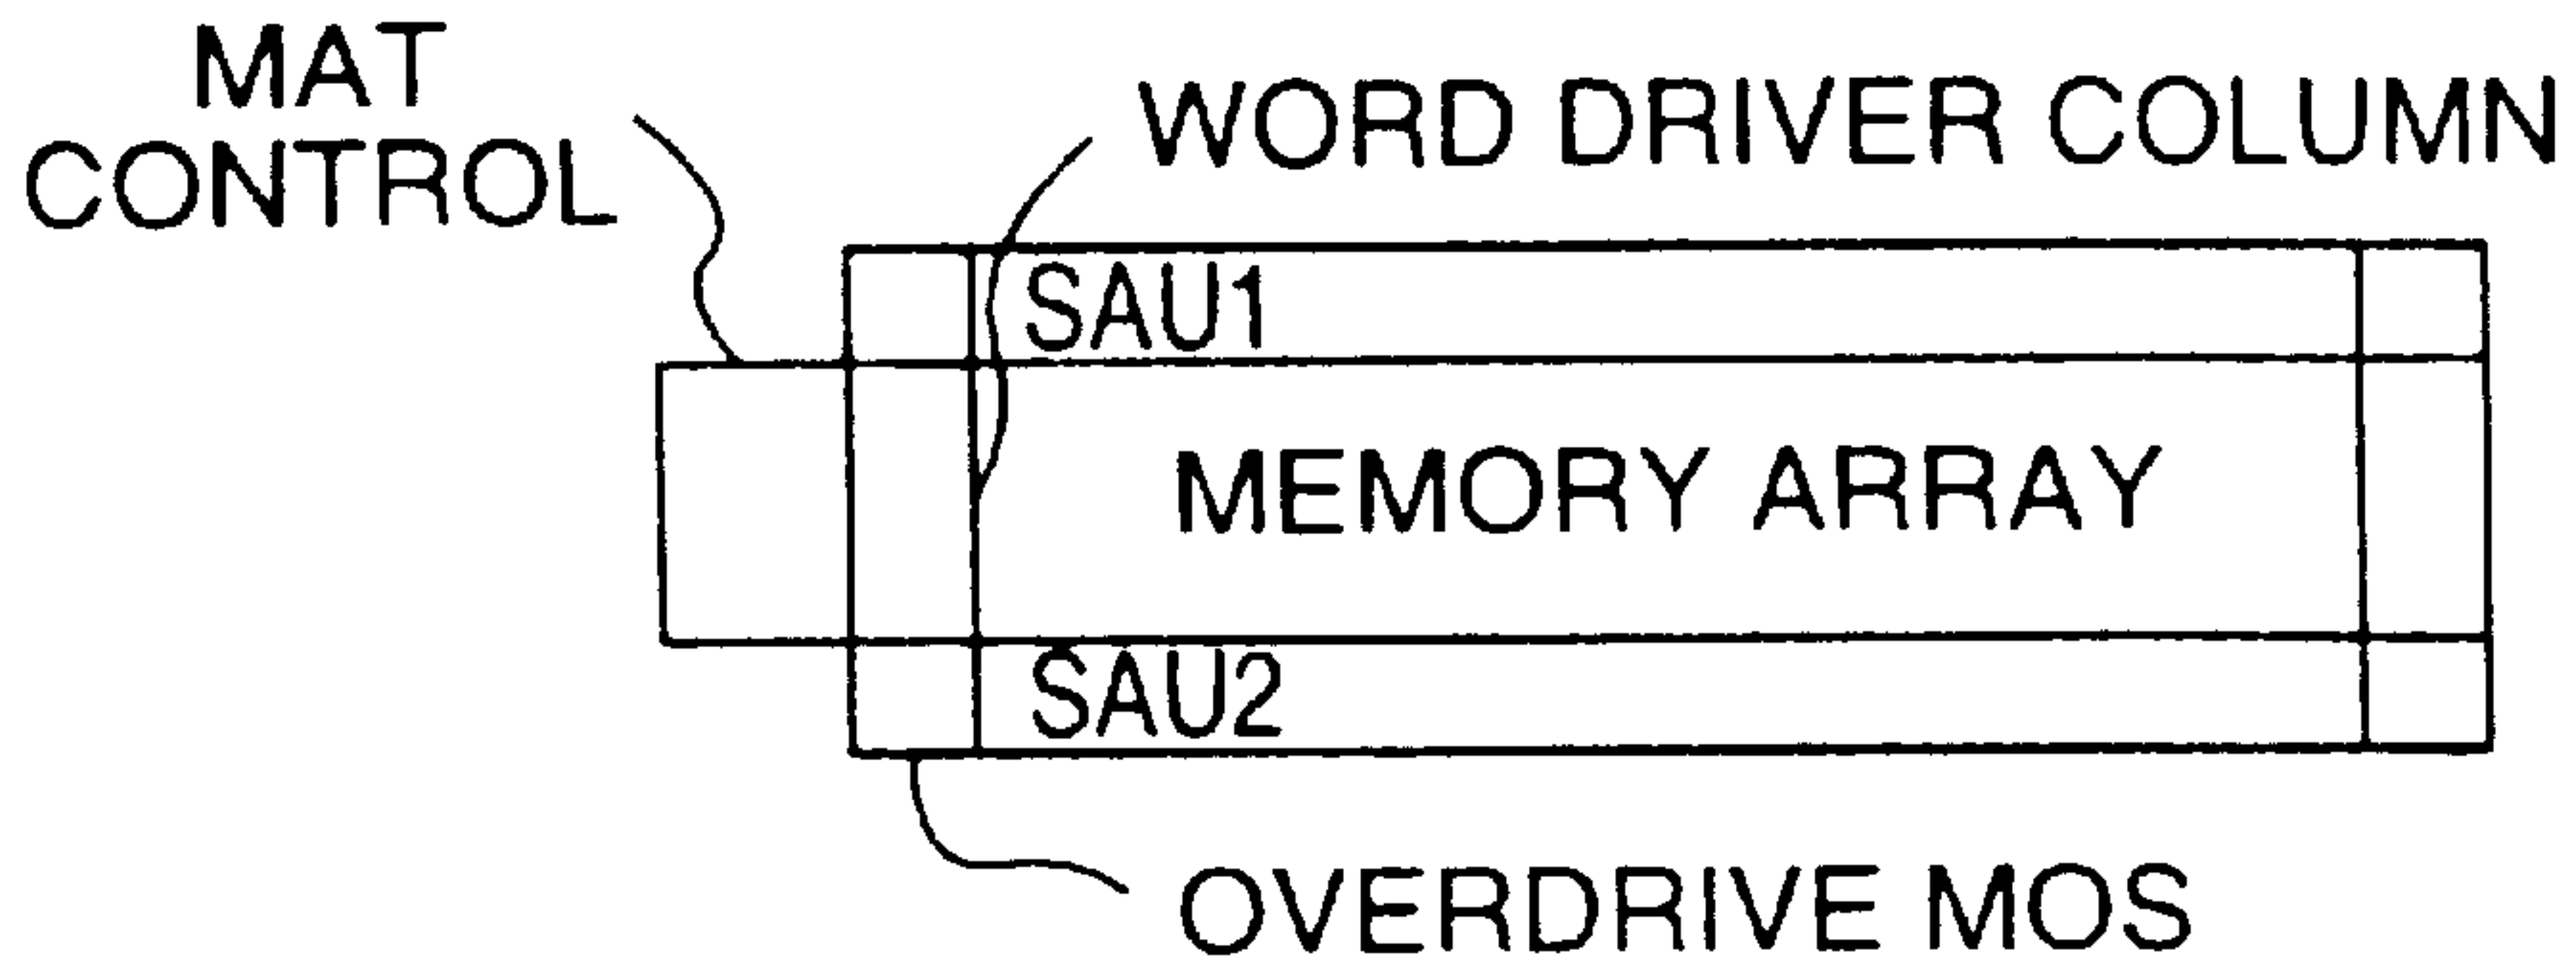 MAT
CONTROL
WORD DRIVER COLUMN
SAU1
MEMORY ARRAY
SAU2
OVERDRIVE MOS